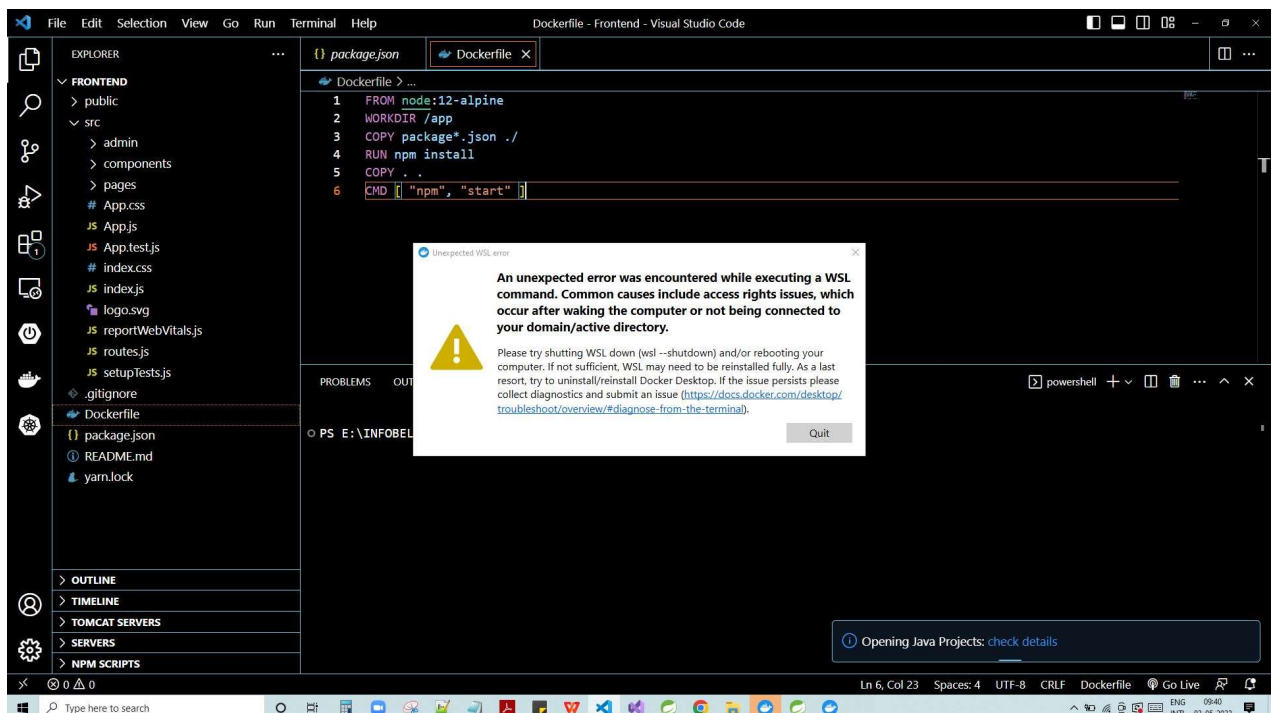 File Edit Selection View Go Run Terminal Help
Dockerfile - Frontend - Visual Studio Code
EXPLORER
FRONTEND
public
src
admin
components
pages
# App.css
JS App.js
JS App.test.js
# index.css
JS index.js
logo.svg
JS reportWebVitals.js
JS routes.js
JS setupTests.js
.gitignore
Dockerfile
{} package.json
README.md
yarn.lock
OUTLINE
TIMELINE
TOMCAT SERVERS
SERVERS
NPM SCRIPTS
{} package.json
Dockerfile
Dockerfile > ...
1 FROM node:12-alpine
2 WORKDIR /app
3 COPY package*.json ./
4 RUN npm install
5 COPY . .
6 CMD [ "npm", "start" ]
Unexpected WSL error
An unexpected error was encountered while executing a WSL
command. Common causes include access rights issues, which
occur after waking the computer or not being connected to
your domain/active directory.
Please try shutting WSL down (wsl --shutdown) and/or rebooting your
computer. If not sufficient, WSL may need to be reinstalled fully. As a last
resort, try to uninstall/reinstall Docker Desktop. If the issue persists please
collect diagnostics and submit an issue (https://docs.docker.com/desktop/
troubleshoot/overview/#diagnose-from-the-terminal).
Quit
PROBLEMS OUT
powershell
PS E:\INFOBEL
Opening Java Projects: check details
0 0
Ln 6, Col 23 Spaces: 4 UTF-8 CRLF Dockerfile Go Live
Type here to search
ENG 09:40